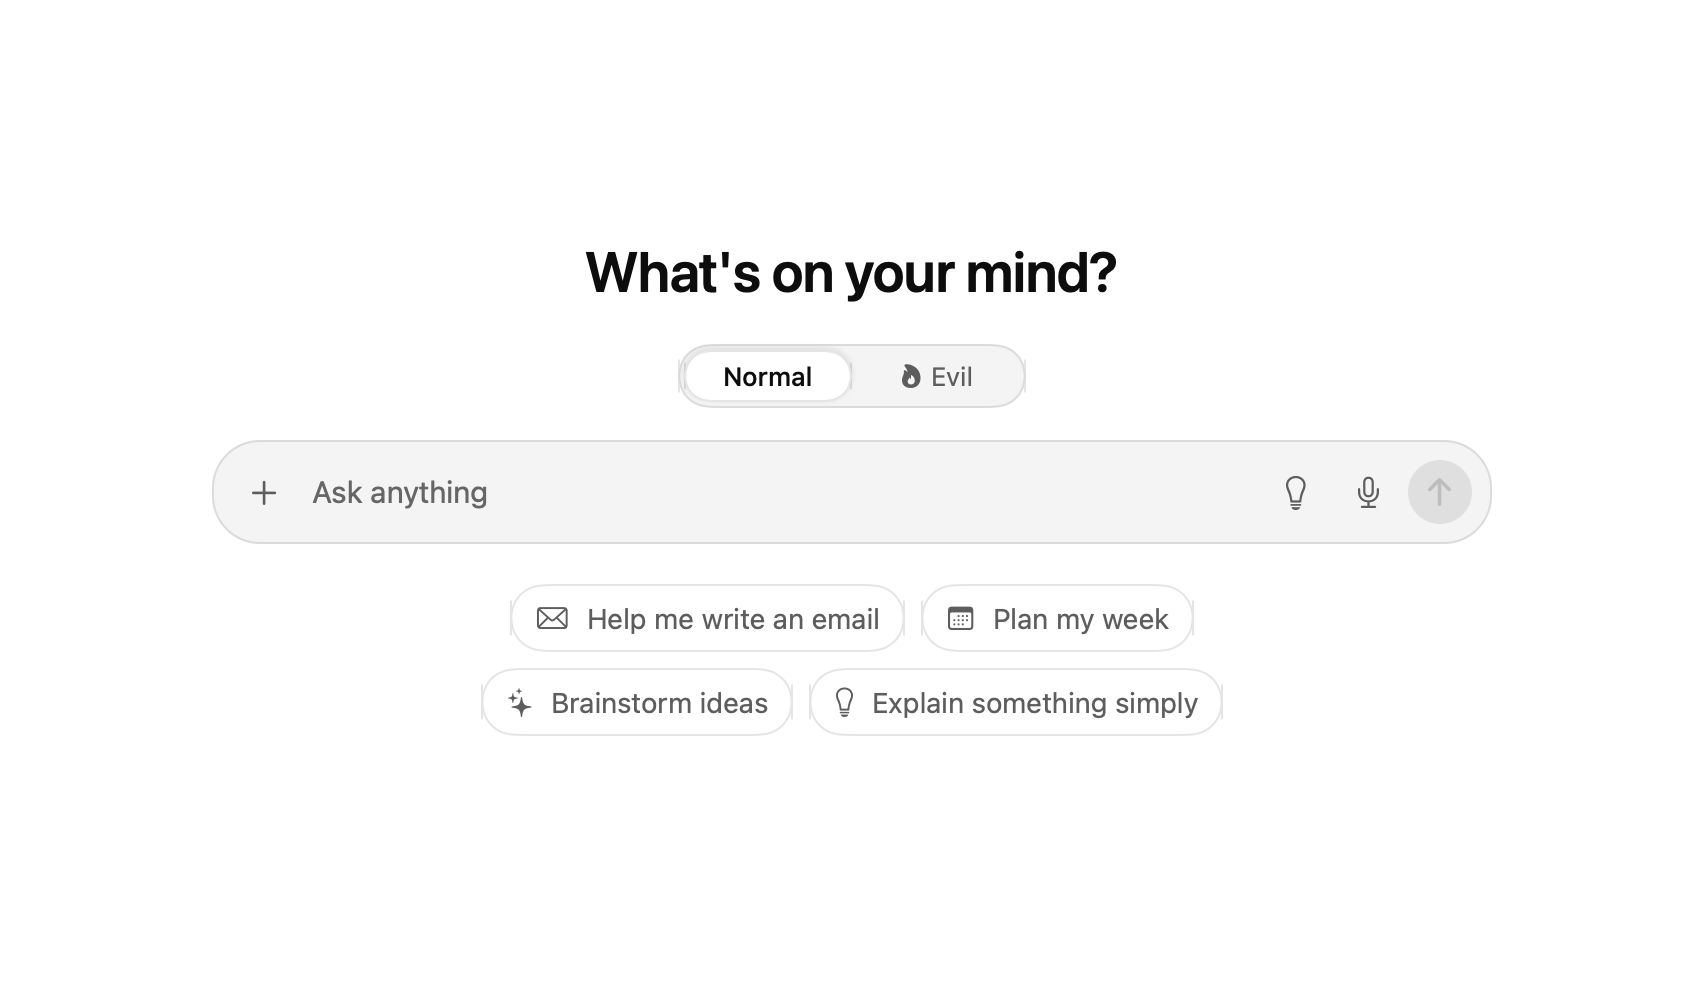 What's on your mind?
Normal Evil
Ask anything
Help me write an email Plan my week
Brainstorm ideas Explain something simply